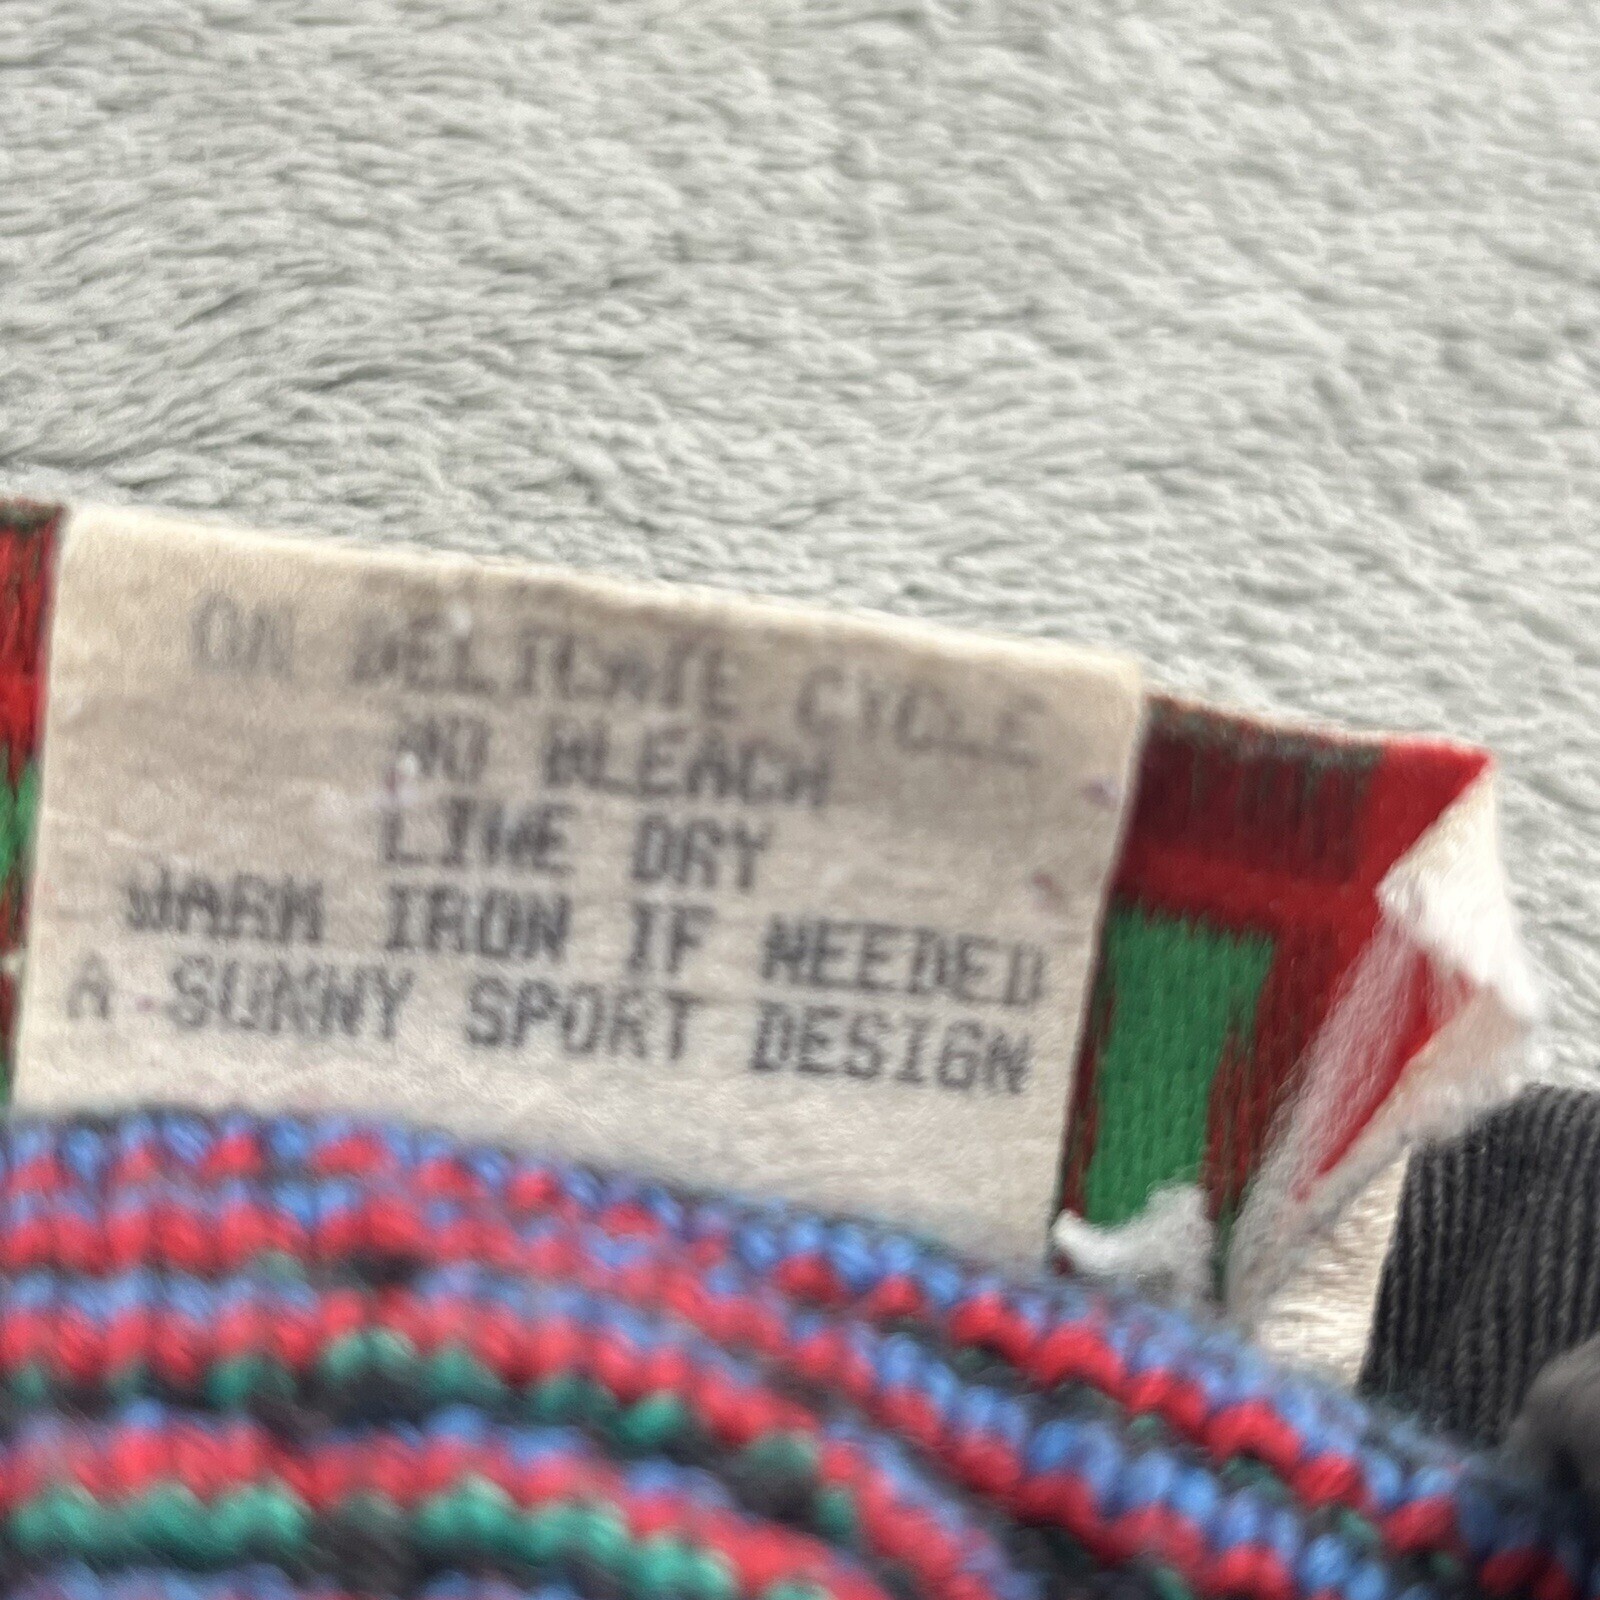 ON DELICATE CYCLE
NO BLEACH
LINE DRY
WARM IRON IF NEEDED
A SUNNY SPORT DESIGN